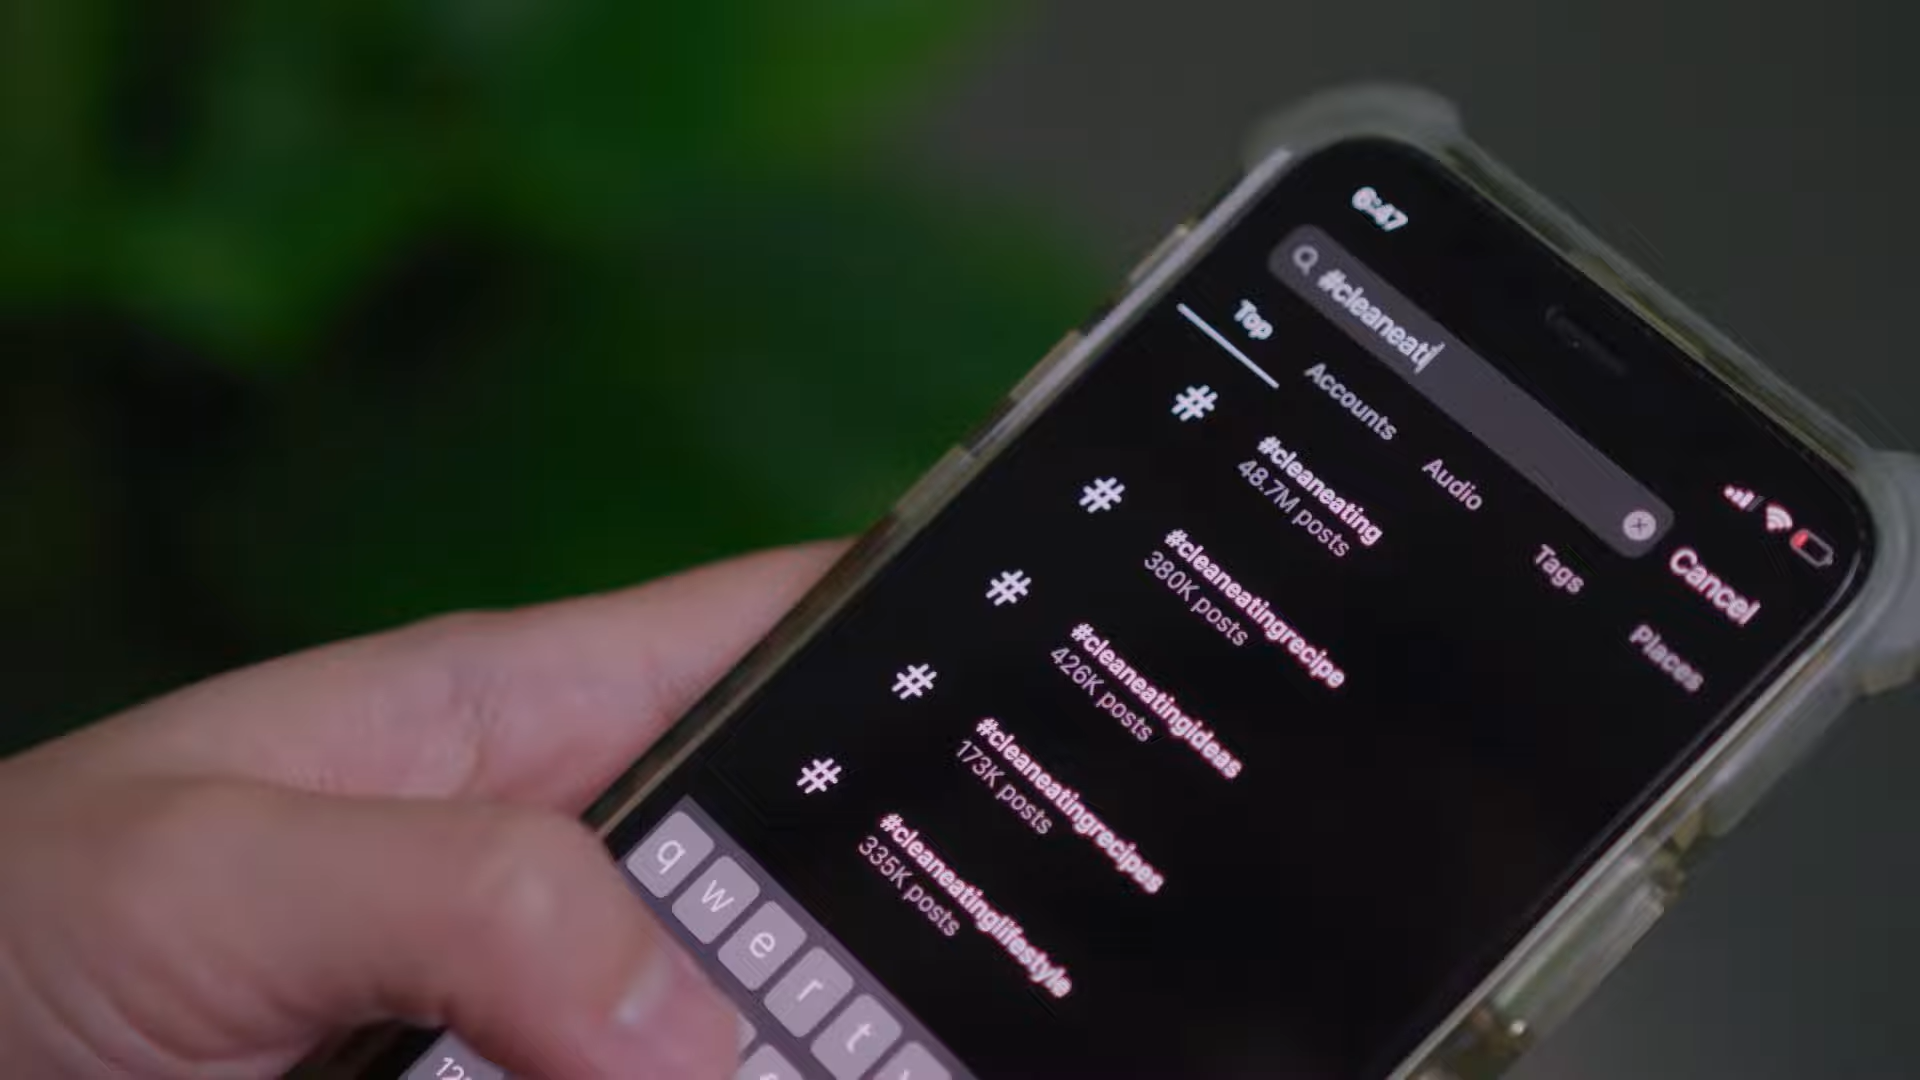 6:47
#cleaneati
Cancel
Top
Accounts
Audio
Tags
Places
# #cleaneating
48.7M posts
# #cleaneatingrecipe
380K posts
# #cleaneatingideas
426K posts
# #cleaneatingrecipes
173K posts
# #cleaneatinglifestyle
335K posts
q w e r t